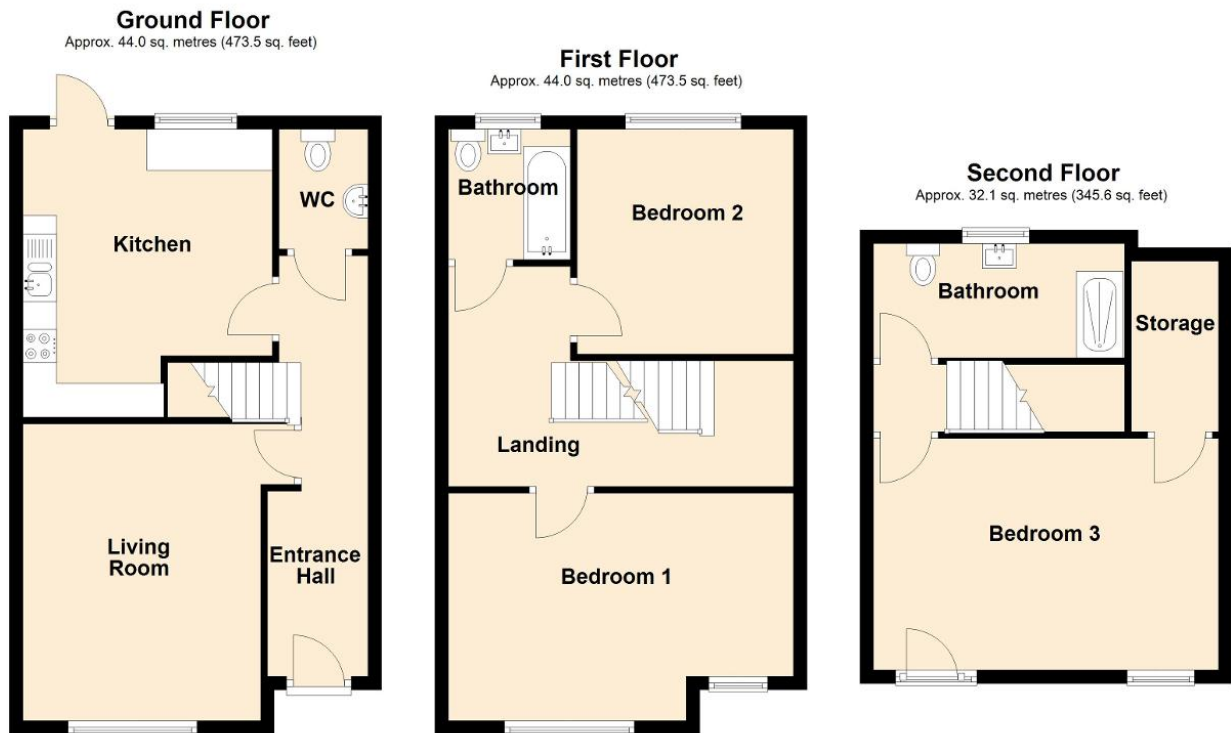 Ground Floor
Approx. 44.0 sq. metres (473.5 sq. feet)
Kitchen
WC
Living
Room
Entrance
Hall
First Floor
Approx. 44.0 sq. metres (473.5 sq. feet)
Bathroom
Bedroom 2
Landing
Bedroom 1
Second Floor
Approx. 32.1 sq. metres (345.6 sq. feet)
Bathroom
Storage
Bedroom 3